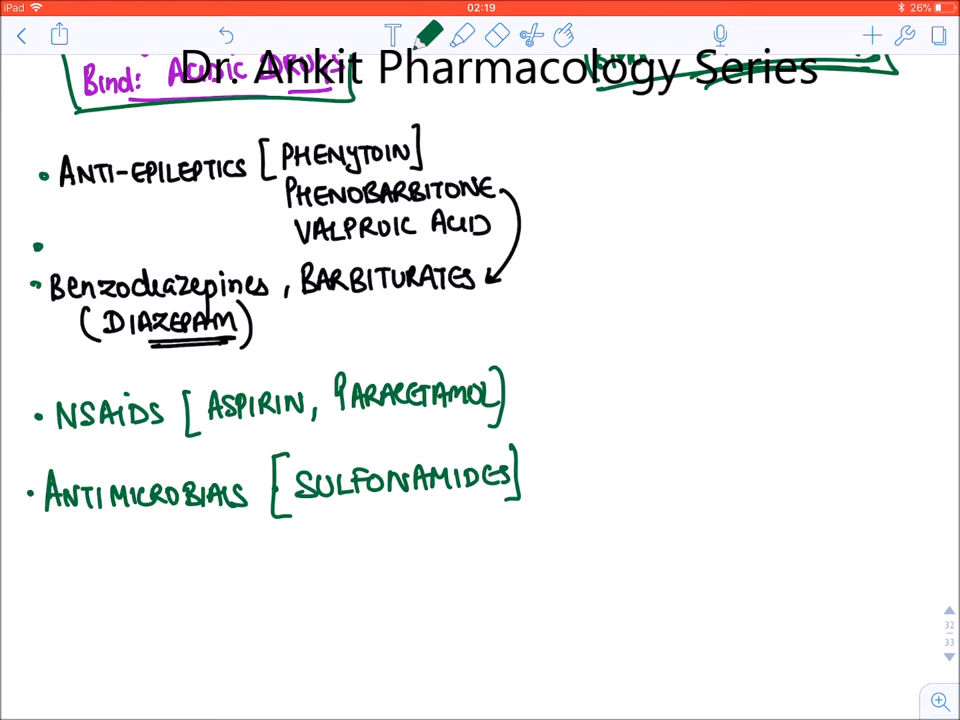 iPad 02:19 26%
T
Dr. Ankit Pharmacology Series
Bind: ACIDIC DRUGS
• ANTI-EPILEPTICS [PHENYTOIN]
PHENOBARBITONE
VALPROIC ACID
•
• Benzodiazepines, BARBITURATES
(DIAZEPAM)
• NSAIDS [ASPIRIN, PARACETAMOL]
• ANTIMICROBIALS [SULFONAMIDES]
32
33